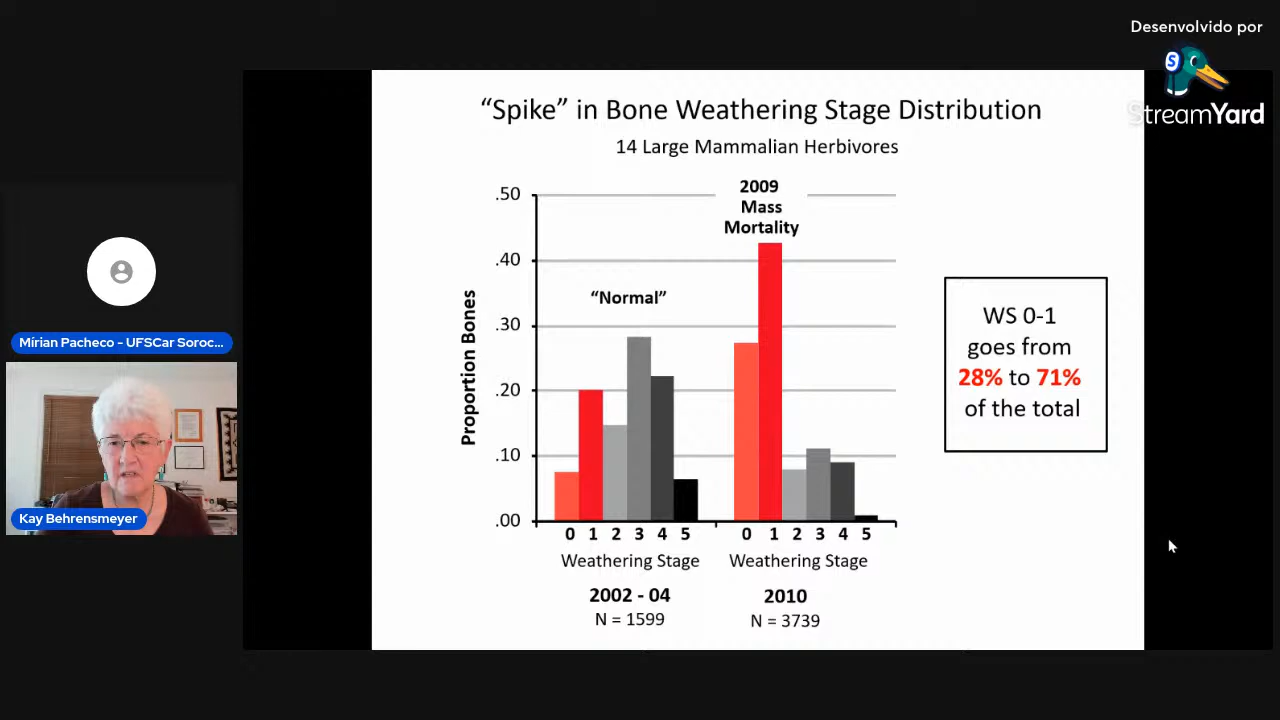 Desenvolvido por
S
StreamYard
“Spike” in Bone Weathering Stage Distribution
14 Large Mammalian Herbivores
.50
.40
.30
.20
.10
.00
Proportion Bones
“Normal”
2009
Mass
Mortality
0 1 2 3 4 5
0 1 2 3 4 5
Weathering Stage
Weathering Stage
2002 - 04
2010
N = 1599
N = 3739
WS 0-1
goes from
28% to 71%
of the total
Mírian Pacheco - UFSCar Soroc...
Kay Behrensmeyer